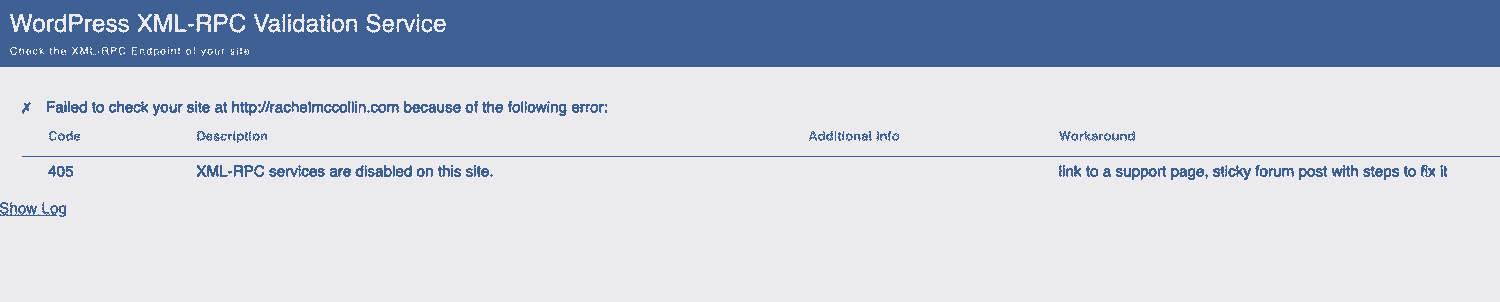 WordPress XML-RPC Validation Service
Check the XML-RPC Endpoint of your site
✗ Failed to check your site at http://rachelmccollin.com because of the following error:
Code Description Additional Info Workaround
405 XML-RPC services are disabled on this site. link to a support page, sticky forum post with steps to fix it
Show Log